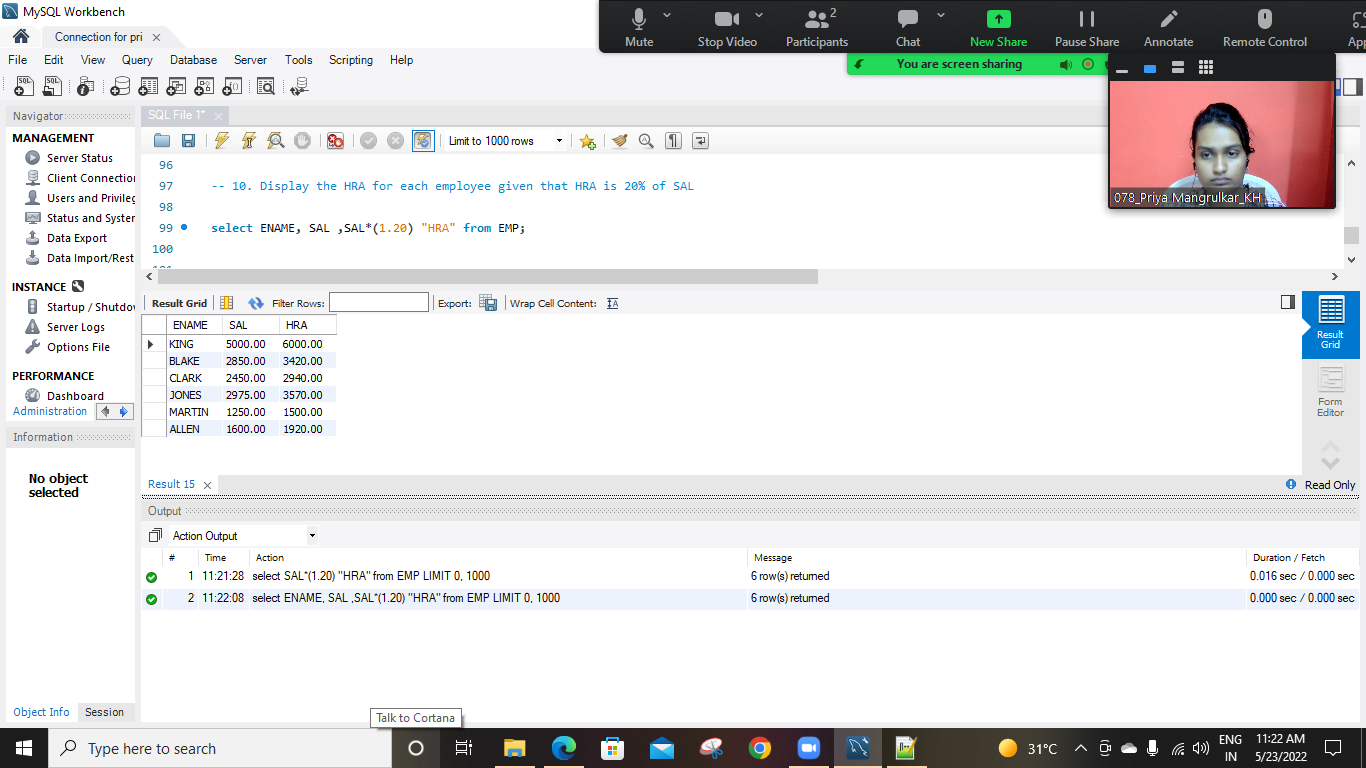 MySQL Workbench
Connection for pri
File Edit View Query Database Server Tools Scripting Help
Mute Stop Video 2 Participants Chat New Share Pause Share Annotate Remote Control App
You are screen sharing
078_Priya Mangrulkar_KH
Navigator
MANAGEMENT
Server Status
Client Connection
Users and Privileg
Status and System
Data Export
Data Import/Rest
INSTANCE
Startup / Shutdov
Server Logs
Options File
PERFORMANCE
Dashboard
Administration
Information
No object
selected
Object Info Session
SQL File 1*
Limit to 1000 rows
96
97 -- 10. Display the HRA for each employee given that HRA is 20% of SAL
98
99 select ENAME, SAL ,SAL*(1.20) "HRA" from EMP;
100
Result Grid Filter Rows: Export: Wrap Cell Content:
ENAME SAL HRA
KING 5000.00 6000.00
BLAKE 2850.00 3420.00
CLARK 2450.00 2940.00
JONES 2975.00 3570.00
MARTIN 1250.00 1500.00
ALLEN 1600.00 1920.00
Result Grid
Form Editor
Result 15
Read Only
Output
Action Output
# Time Action Message Duration / Fetch
1 11:21:28 select SAL*(1.20) "HRA" from EMP LIMIT 0, 1000 6 row(s) returned 0.016 sec / 0.000 sec
2 11:22:08 select ENAME, SAL ,SAL*(1.20) "HRA" from EMP LIMIT 0, 1000 6 row(s) returned 0.000 sec / 0.000 sec
Talk to Cortana
Type here to search
31°C
ENG
IN
11:22 AM
5/23/2022